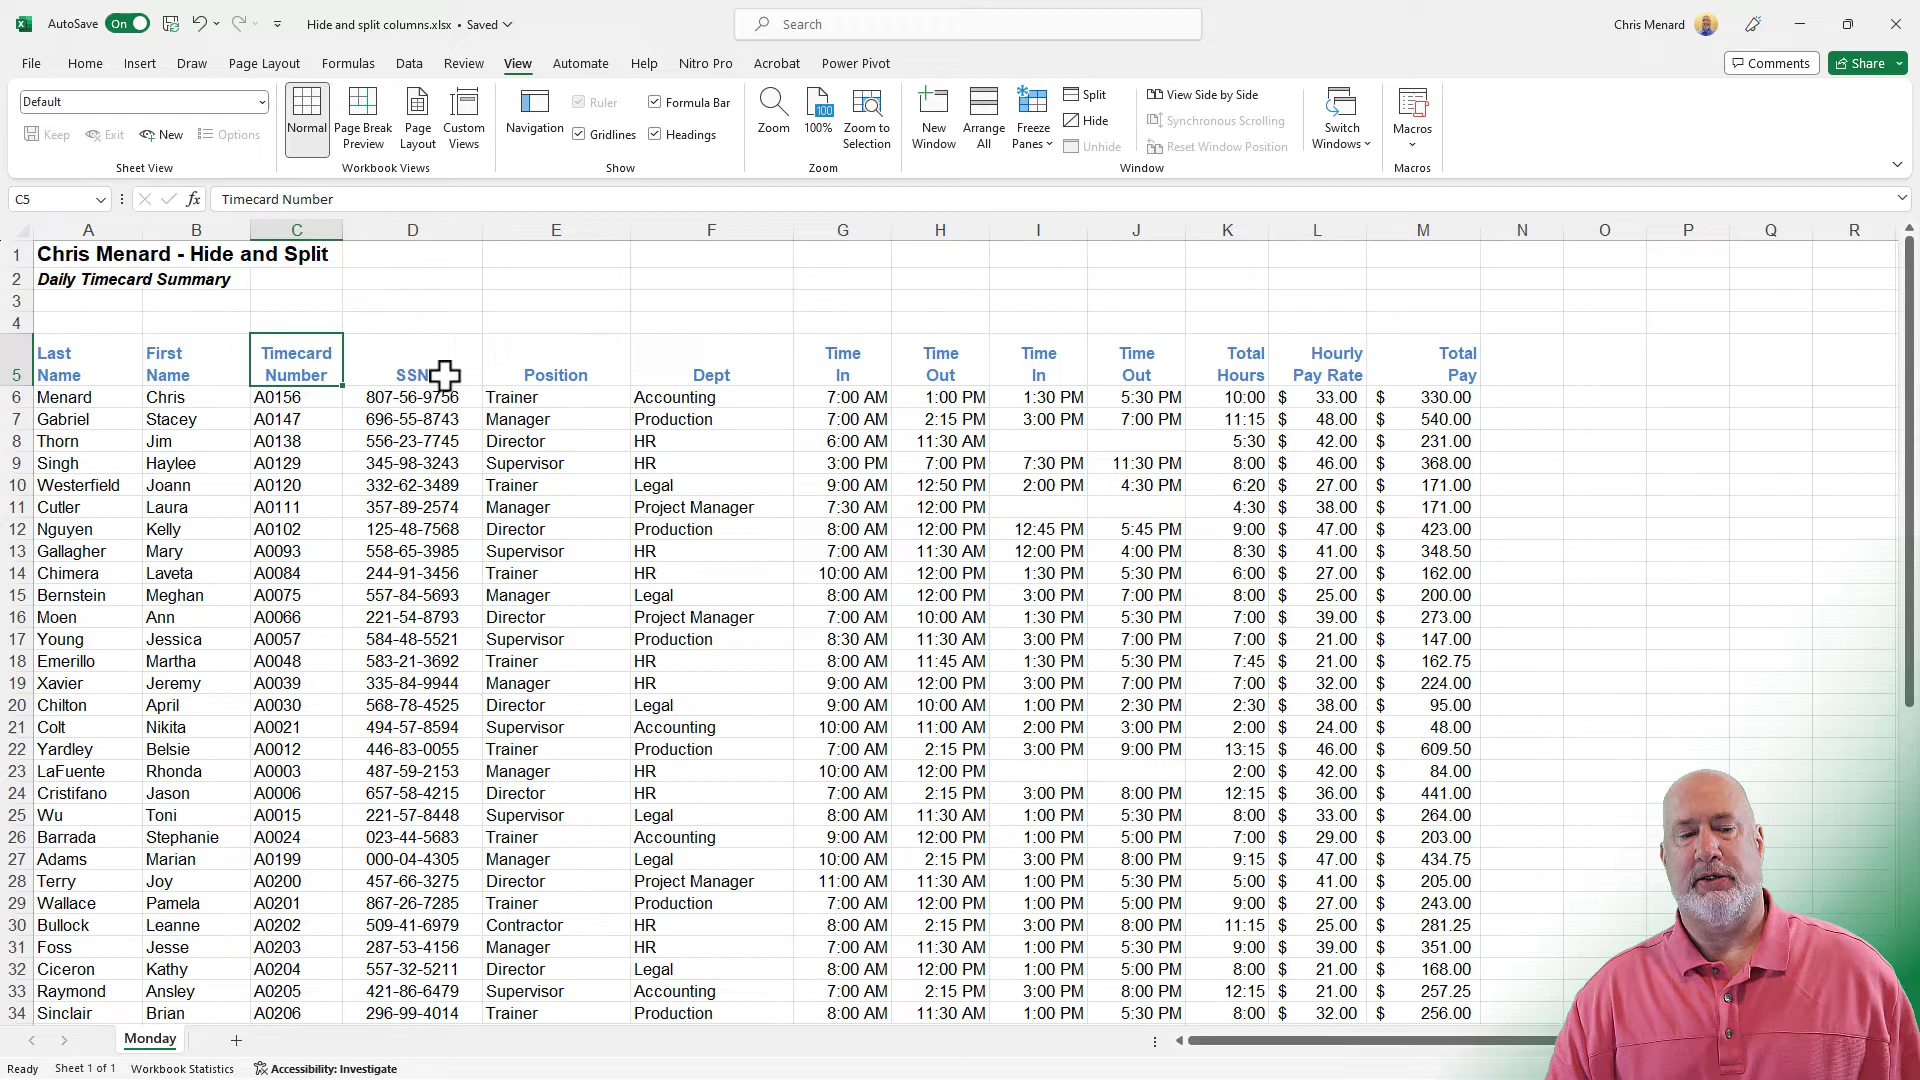 AutoSave On Hide and split columns.xlsx • Saved Search Chris Menard
File Home Insert Draw Page Layout Formulas Data Review View Automate Help Nitro Pro Acrobat Power Pivot Comments Share
Default
Keep Exit New Options
Normal Page Break Preview Page Layout Custom Views
Navigation Ruler Formula Bar
Gridlines Headings
Zoom 100% Zoom to Selection
New Window Arrange All Freeze Panes
Split View Side by Side
Hide Synchronous Scrolling
Unhide Reset Window Position
Switch Windows Macros
Sheet View Workbook Views Show Zoom Window Macros
C5 fx Timecard Number
A B C D E F G H I J K L M N O P Q R
1 Chris Menard - Hide and Split
2 Daily Timecard Summary
3
4
Last First Timecard Time Time Time Time Total Hourly Total
5 Name Name Number SSN Position Dept In Out In Out Hours Pay Rate Pay
6 Menard Chris A0156 807-56-9756 Trainer Accounting 7:00 AM 1:00 PM 1:30 PM 5:30 PM 10:00 $ 33.00 $ 330.00
7 Gabriel Stacey A0147 696-55-8743 Manager Production 7:00 AM 2:15 PM 3:00 PM 7:00 PM 11:15 $ 48.00 $ 540.00
8 Thorn Jim A0138 556-23-7745 Director HR 6:00 AM 11:30 AM 5:30 $ 42.00 $ 231.00
9 Singh Haylee A0129 345-98-3243 Supervisor HR 3:00 PM 7:00 PM 7:30 PM 11:30 PM 8:00 $ 46.00 $ 368.00
10 Westerfield Joann A0120 332-62-3489 Trainer Legal 9:00 AM 12:50 PM 2:00 PM 4:30 PM 6:20 $ 27.00 $ 171.00
11 Cutler Laura A0111 357-89-2574 Manager Project Manager 7:30 AM 12:00 PM 4:30 $ 38.00 $ 171.00
12 Nguyen Kelly A0102 125-48-7568 Director Production 8:00 AM 12:00 PM 12:45 PM 5:45 PM 9:00 $ 47.00 $ 423.00
13 Gallagher Mary A0093 558-65-3985 Supervisor HR 7:00 AM 11:30 AM 12:00 PM 4:00 PM 8:30 $ 41.00 $ 348.50
14 Chimera Laveta A0084 244-91-3456 Trainer HR 10:00 AM 12:00 PM 1:30 PM 5:30 PM 6:00 $ 27.00 $ 162.00
15 Bernstein Meghan A0075 557-84-5693 Manager Legal 8:00 AM 12:00 PM 3:00 PM 7:00 PM 8:00 $ 25.00 $ 200.00
16 Moen Ann A0066 221-54-8793 Director Project Manager 7:00 AM 10:00 AM 1:30 PM 5:30 PM 7:00 $ 39.00 $ 273.00
17 Young Jessica A0057 584-48-5521 Supervisor Production 8:30 AM 11:30 AM 3:00 PM 7:00 PM 7:00 $ 21.00 $ 147.00
18 Emerillo Martha A0048 583-21-3692 Trainer HR 8:00 AM 11:45 AM 1:30 PM 5:30 PM 7:45 $ 21.00 $ 162.75
19 Xavier Jeremy A0039 335-84-9944 Manager HR 9:00 AM 12:00 PM 3:00 PM 7:00 PM 7:00 $ 32.00 $ 224.00
20 Chilton April A0030 568-78-4525 Director Legal 9:00 AM 10:00 AM 1:00 PM 2:30 PM 2:30 $ 38.00 $ 95.00
21 Colt Nikita A0021 494-57-8594 Supervisor Accounting 10:00 AM 11:00 AM 2:00 PM 3:00 PM 2:00 $ 24.00 $ 48.00
22 Yardley Belsie A0012 446-83-0055 Trainer Production 7:00 AM 2:15 PM 3:00 PM 9:00 PM 13:15 $ 46.00 $ 609.50
23 LaFuente Rhonda A0003 487-59-2153 Manager HR 10:00 AM 12:00 PM 2:00 $ 42.00 $ 84.00
24 Cristifano Jason A0006 657-58-4215 Director HR 7:00 AM 2:15 PM 3:00 PM 8:00 PM 12:15 $ 36.00 $ 441.00
25 Wu Toni A0015 221-57-8448 Supervisor Legal 8:00 AM 11:30 AM 1:00 PM 5:30 PM 8:00 $ 33.00 $ 264.00
26 Barrada Stephanie A0024 023-44-5683 Trainer Accounting 9:00 AM 12:00 PM 1:00 PM 5:00 PM 7:00 $ 29.00 $ 203.00
27 Adams Marian A0199 000-04-4305 Manager Legal 10:00 AM 2:15 PM 3:00 PM 8:00 PM 9:15 $ 47.00 $ 434.75
28 Terry Joy A0200 457-66-3275 Director Project Manager 11:00 AM 11:30 AM 1:00 PM 5:30 PM 5:00 $ 41.00 $ 205.00
29 Wallace Pamela A0201 867-26-7285 Trainer Production 7:00 AM 12:00 PM 1:00 PM 5:00 PM 9:00 $ 27.00 $ 243.00
30 Bullock Leanne A0202 509-41-6979 Contractor HR 8:00 AM 2:15 PM 3:00 PM 8:00 PM 11:15 $ 25.00 $ 281.25
31 Foss Jesse A0203 287-53-4156 Manager HR 7:00 AM 11:30 AM 1:00 PM 5:30 PM 9:00 $ 39.00 $ 351.00
32 Ciceron Kathy A0204 557-32-5211 Director Legal 8:00 AM 12:00 PM 1:00 PM 5:00 PM 8:00 $ 21.00 $ 168.00
33 Raymond Ansley A0205 421-86-6479 Supervisor Accounting 7:00 AM 2:15 PM 3:00 PM 8:00 PM 12:15 $ 21.00 $ 257.25
34 Sinclair Brian A0206 296-99-4014 Trainer Production 8:00 AM 11:30 AM 1:00 PM 5:30 PM 8:00 $ 32.00 $ 256.00
Monday
Ready Sheet 1 of 1 Workbook Statistics Accessibility: Investigate